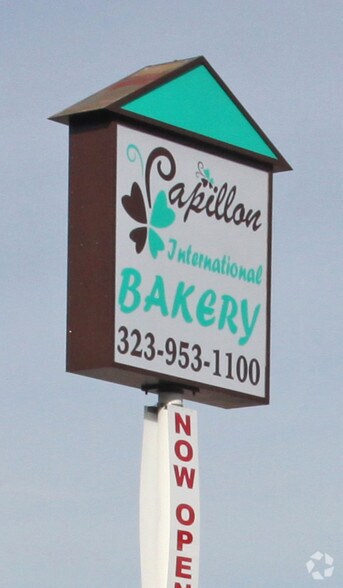 Papillon
International
BAKERY
323-953-1100
NOW OPEN